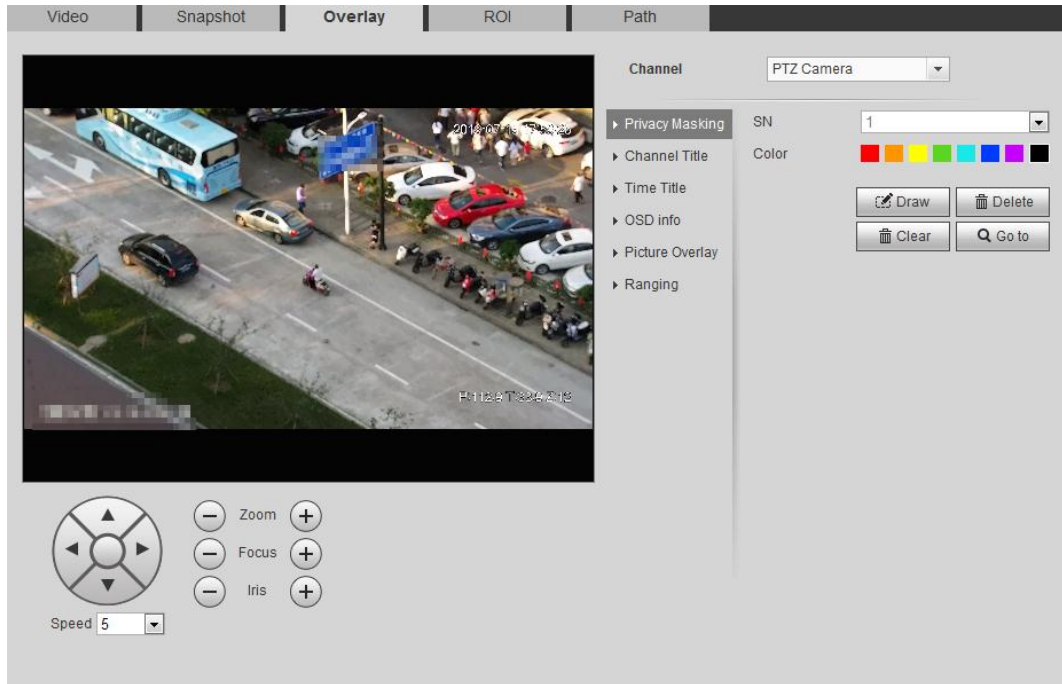 Video Snapshot Overlay ROI Path
Channel PTZ Camera
Privacy Masking
Channel Title
Time Title
OSD info
Picture Overlay
Ranging
SN 1
Color
Draw Delete
Clear Go to
Zoom
Focus
Iris
Speed 5